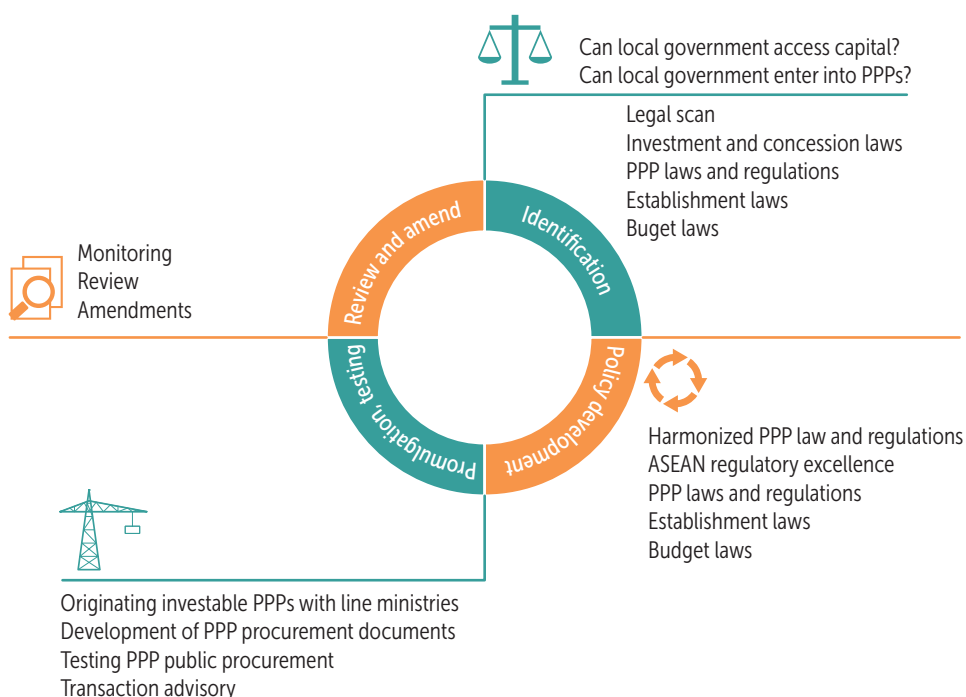 Can local government access capital?
Can local government enter into PPPs?
Legal scan
Investment and concession laws
PPP laws and regulations
Establishment laws
Buget laws
Identification
Review and amend
Monitoring
Review
Amendments
Policy development
Promulgation, testing
Harmonized PPP law and regulations
ASEAN regulatory excellence
PPP laws and regulations
Establishment laws
Budget laws
Originating investable PPPs with line ministries
Development of PPP procurement documents
Testing PPP public procurement
Transaction advisory